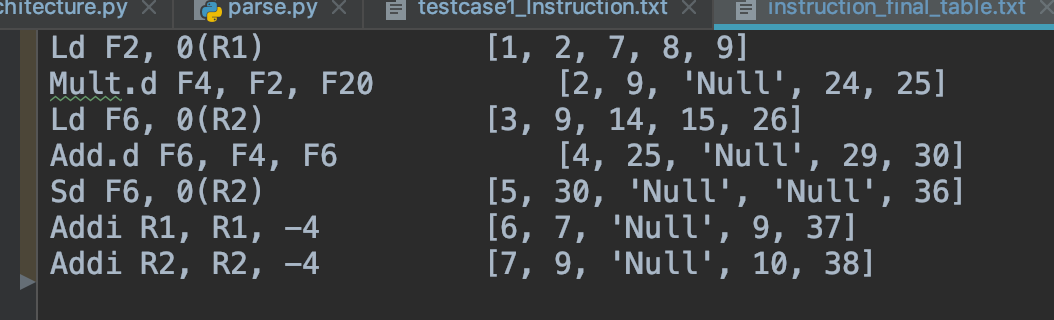 chitecture.py × parse.py × testcase1_Instruction.txt × instruction_final_table.txt ×
Ld F2, 0(R1) [1, 2, 7, 8, 9]
Mult.d F4, F2, F20 [2, 9, 'Null', 24, 25]
Ld F6, 0(R2) [3, 9, 14, 15, 26]
Add.d F6, F4, F6 [4, 25, 'Null', 29, 30]
Sd F6, 0(R2) [5, 30, 'Null', 'Null', 36]
Addi R1, R1, -4 [6, 7, 'Null', 9, 37]
Addi R2, R2, -4 [7, 9, 'Null', 10, 38]